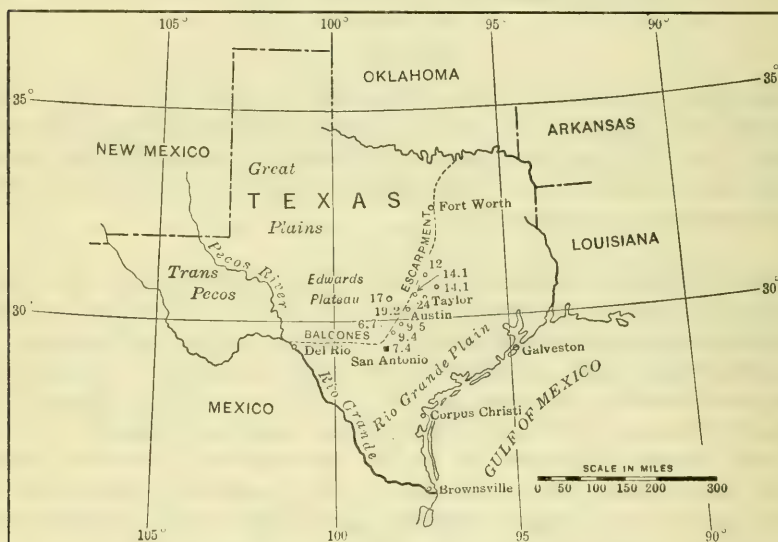 105°
100°
95°
90°
OKLAHOMA
35°
35°
ARKANSAS
NEW MEXICO
Great
TEXAS
Plains
Fort Worth
LOUISIANA
Pecos River
Trans
Pecos
ESCARPMENT
12
14.1
14.1
Edwards
Plateau
17
24
Taylor
30°
30°
19.2
Austin
6.7
9.5
BALCONES
9.4
Del Rio
7.4
San Antonio
Galveston
Rio Grande Plain
MEXICO
Rio Grande
GULF OF MEXICO
Corpus Christi
SCALE IN MILES
0 50 100 150 200 300
Brownsville
105°
100°
95
90°